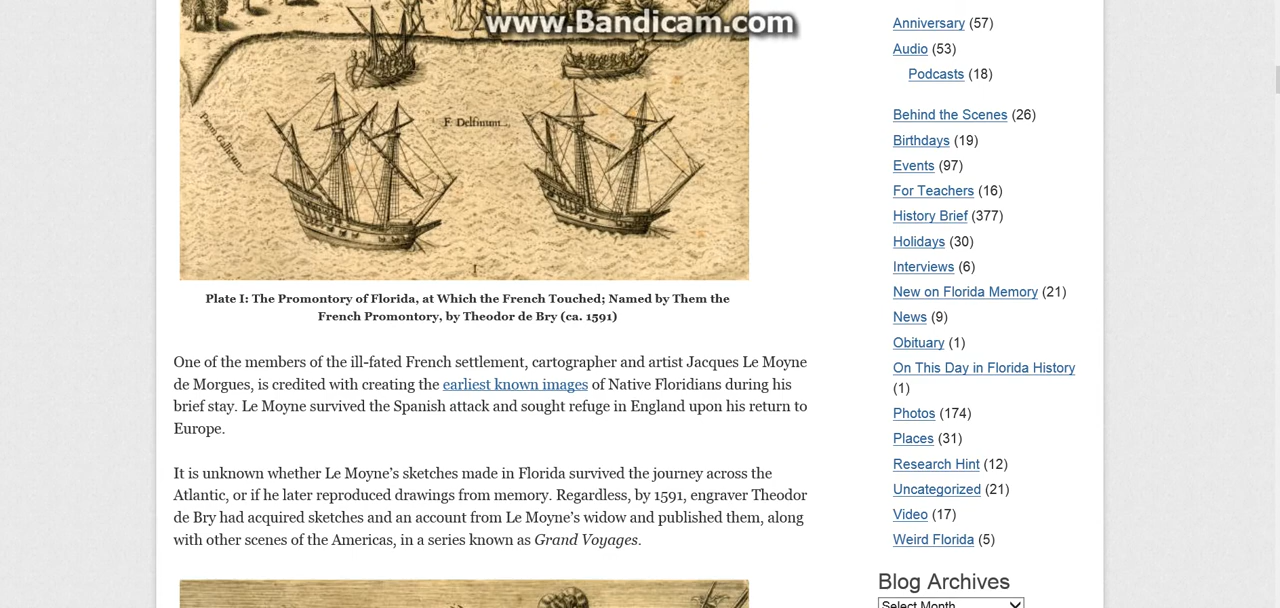 www.Bandicam.com
F. Delfinum.
Prom. Gallicum.
I
Plate I: The Promontory of Florida, at Which the French Touched; Named by Them the
French Promontory, by Theodor de Bry (ca. 1591)
One of the members of the ill-fated French settlement, cartographer and artist Jacques Le Moyne
de Morgues, is credited with creating the earliest known images of Native Floridians during his
brief stay. Le Moyne survived the Spanish attack and sought refuge in England upon his return to
Europe.
It is unknown whether Le Moyne’s sketches made in Florida survived the journey across the
Atlantic, or if he later reproduced drawings from memory. Regardless, by 1591, engraver Theodor
de Bry had acquired sketches and an account from Le Moyne’s widow and published them, along
with other scenes of the Americas, in a series known as Grand Voyages.
Anniversary (57)
Audio (53)
Podcasts (18)
Behind the Scenes (26)
Birthdays (19)
Events (97)
For Teachers (16)
History Brief (377)
Holidays (30)
Interviews (6)
New on Florida Memory (21)
News (9)
Obituary (1)
On This Day in Florida History
(1)
Photos (174)
Places (31)
Research Hint (12)
Uncategorized (21)
Video (17)
Weird Florida (5)
Blog Archives
Select Month